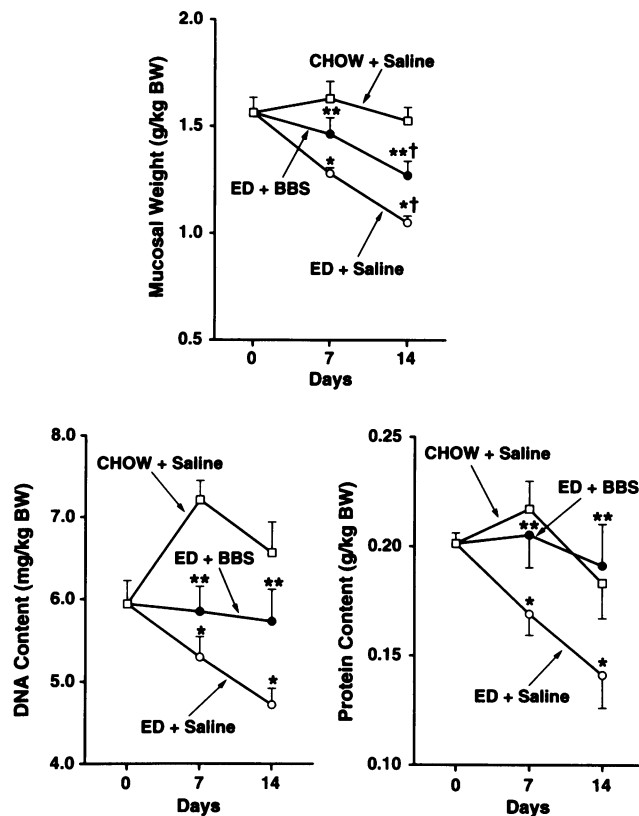 2.0
CHOW + Saline
1.5
**
**†
*
ED + BBS
*†
1.0
ED + Saline
0.5
0 7 14
Days
Mucosal Weight (g/kg BW)
8.0
CHOW + Saline
7.0
ED + BBS
** **
6.0
*
5.0
*
ED + Saline
4.0
0 7 14
Days
DNA Content (mg/kg BW)
0.25
CHOW + Saline
ED + BBS
** **
0.20
*
0.15
*
ED + Saline
0.10
0 7 14
Days
Protein Content (g/kg BW)